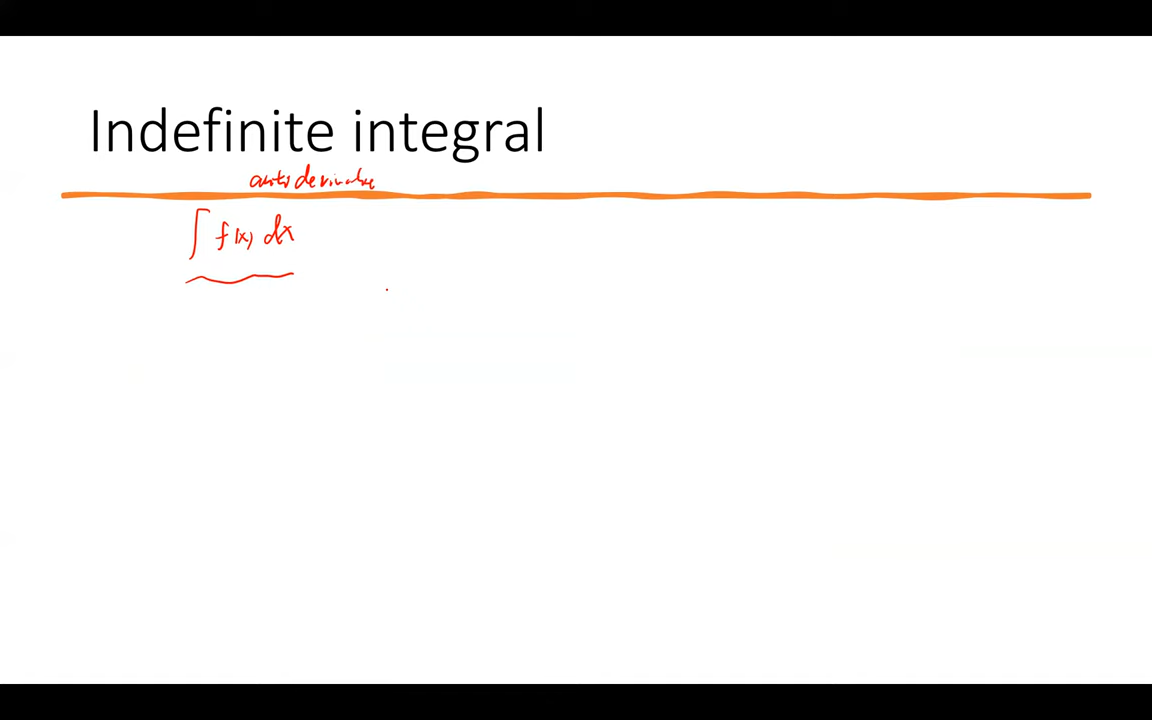 Indefinite integral
antiderivative
∫ f(x) dx